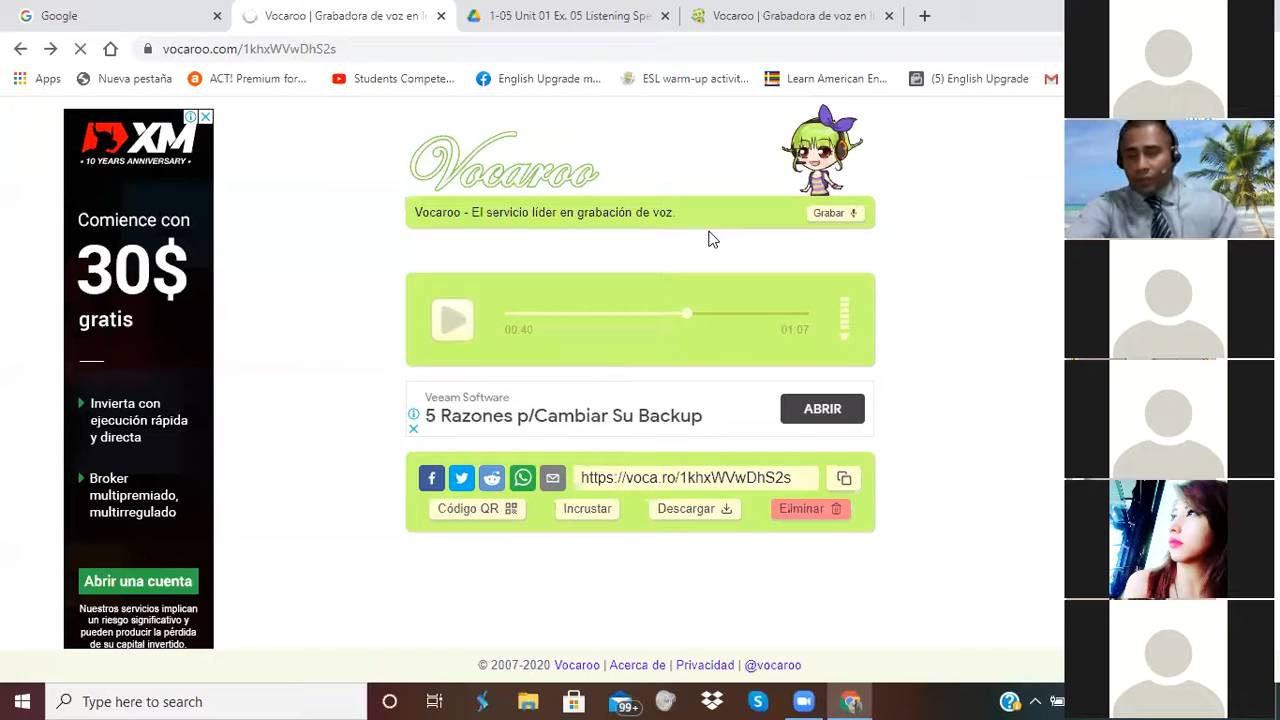 Google
Vocaroo | Grabadora de voz en l
1-05 Unit 01 Ex. 05 Listening Spe
Vocaroo | Grabadora de voz en l
vocaroo.com/1khxWVwDhS2s
Apps
Nueva pestaña
ACT! Premium for...
Students Compete...
English Upgrade m...
ESL warm-up activit...
Learn American En...
(5) English Upgrade
XM
10 YEARS ANNIVERSARY
Comience con
30$
gratis
Invierta con
ejecución rápida
y directa
Broker
multipremiado,
multirregulado
Abrir una cuenta
Nuestros servicios implican
un riesgo significativo y
pueden producir la pérdida
de su capital invertido.
Vocaroo
Vocaroo - El servicio líder en grabación de voz.
Grabar
00:40
01:07
Veeam Software
5 Razones p/Cambiar Su Backup
ABRIR
https://voca.ro/1khxWVwDhS2s
Código QR
Incrustar
Descargar
Eliminar
© 2007-2020 Vocaroo | Acerca de | Privacidad | @vocaroo
Type here to search
99+